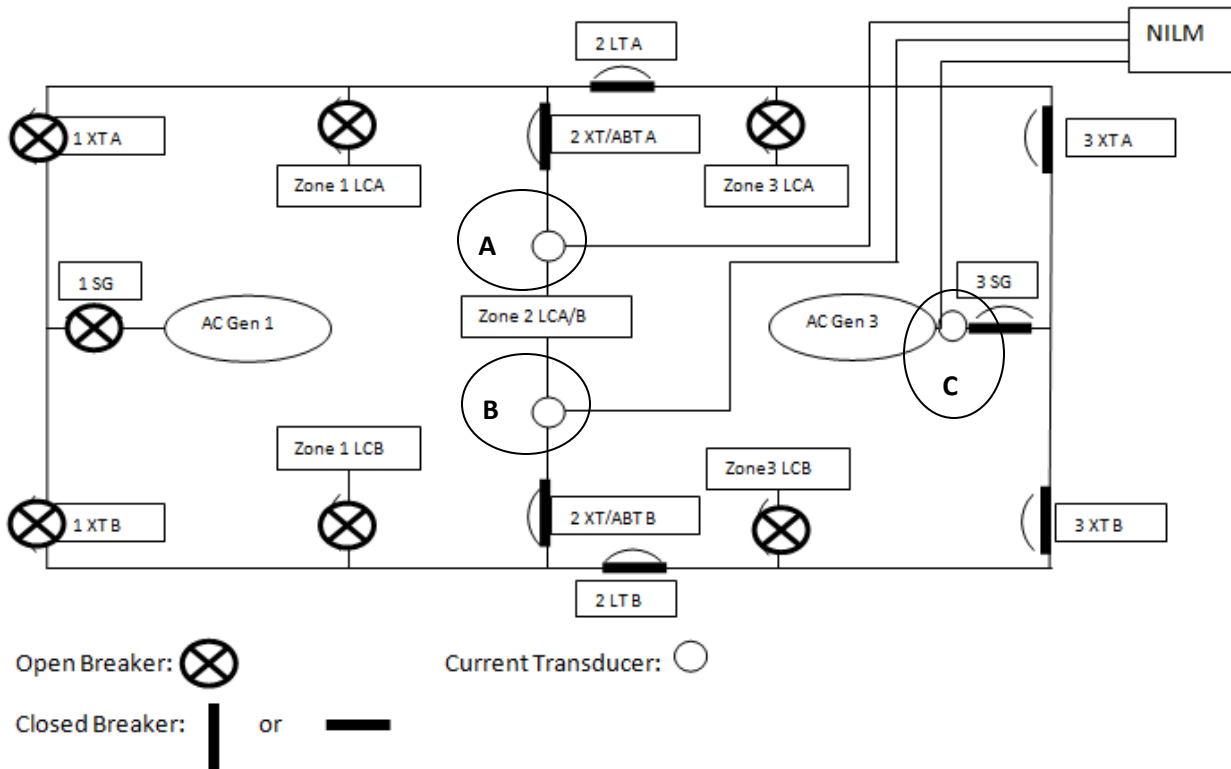 2 LT A
NILM
1 XT A
2 XT/ABT A
3 XT A
Zone 1 LCA
Zone 3 LCA
A
1 SG
3 SG
AC Gen 1
Zone 2 LCA/B
AC Gen 3
C
B
Zone 1 LCB
Zone3 LCB
1 XT B
2 XT/ABT B
3 XT B
2 LT B
Open Breaker:
Current Transducer:
Closed Breaker:
or